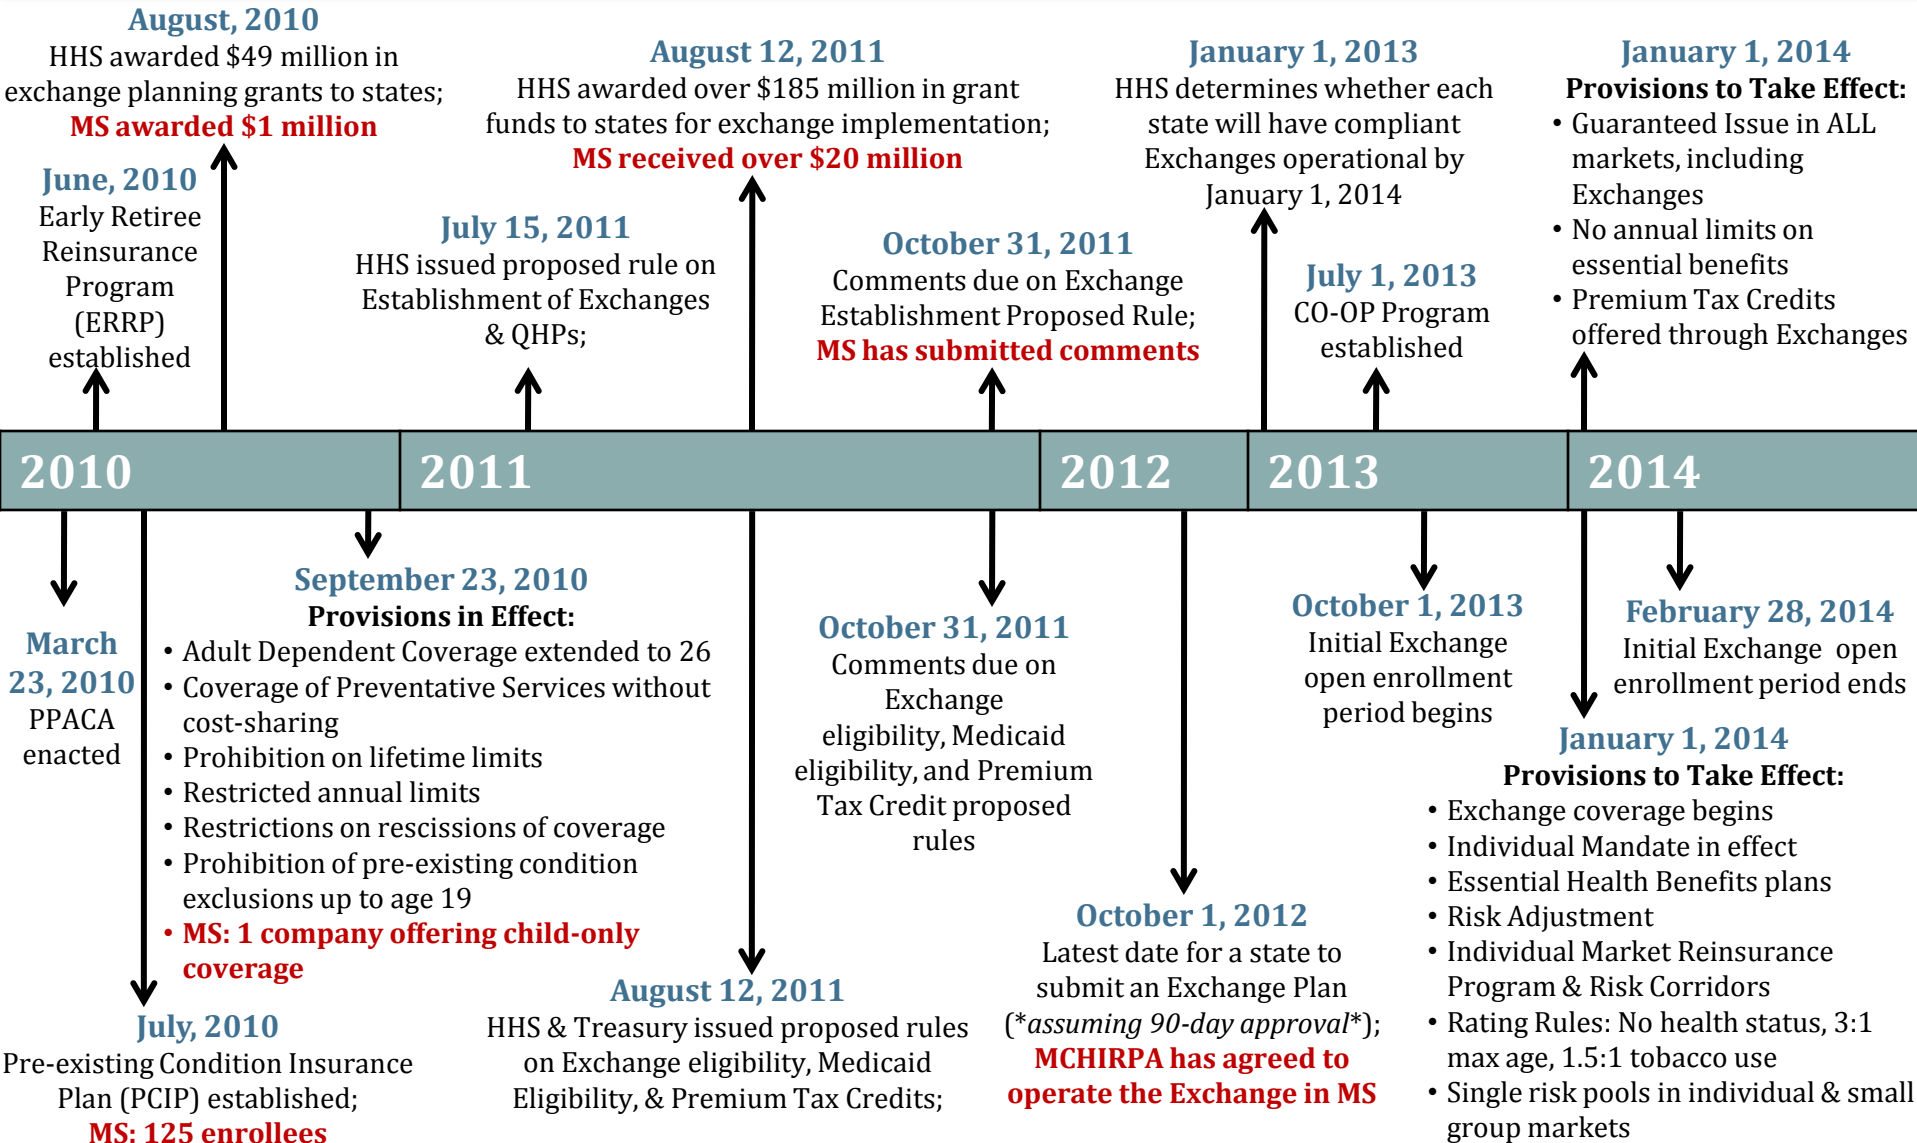 August, 2010
HHS awarded $49 million in
exchange planning grants to states;
MS awarded $1 million
June, 2010
Early Retiree
Reinsurance
Program
(ERRP)
established
July 15, 2011
HHS issued proposed rule on
Establishment of Exchanges
& QHPs;
August 12, 2011
HHS awarded over $185 million in grant
funds to states for exchange implementation;
MS received over $20 million
October 31, 2011
Comments due on Exchange
Establishment Proposed Rule;
MS has submitted comments
January 1, 2013
HHS determines whether each
state will have compliant
Exchanges operational by
January 1, 2014
July 1, 2013
CO-OP Program
established
January 1, 2014
Provisions to Take Effect:
• Guaranteed Issue in ALL
markets, including
Exchanges
• No annual limits on
essential benefits
• Premium Tax Credits
offered through Exchanges
2010
2011
2012
2013
2014
March
23, 2010
PPACA
enacted
July, 2010
Pre-existing Condition Insurance
Plan (PCIP) established;
MS: 125 enrollees
September 23, 2010
Provisions in Effect:
• Adult Dependent Coverage extended to 26
• Coverage of Preventative Services without
cost-sharing
• Prohibition on lifetime limits
• Restricted annual limits
• Restrictions on rescissions of coverage
• Prohibition of pre-existing condition
exclusions up to age 19
• MS: 1 company offering child-only
coverage
August 12, 2011
HHS & Treasury issued proposed rules
on Exchange eligibility, Medicaid
Eligibility, & Premium Tax Credits;
October 31, 2011
Comments due on
Exchange
eligibility, Medicaid
eligibility, and Premium
Tax Credit proposed
rules
October 1, 2012
Latest date for a state to
submit an Exchange Plan
(*assuming 90-day approval*);
MCHIRPA has agreed to
operate the Exchange in MS
October 1, 2013
Initial Exchange
open enrollment
period begins
February 28, 2014
Initial Exchange open
enrollment period ends
January 1, 2014
Provisions to Take Effect:
• Exchange coverage begins
• Individual Mandate in effect
• Essential Health Benefits plans
• Risk Adjustment
• Individual Market Reinsurance
Program & Risk Corridors
• Rating Rules: No health status, 3:1
max age, 1.5:1 tobacco use
• Single risk pools in individual & small
group markets